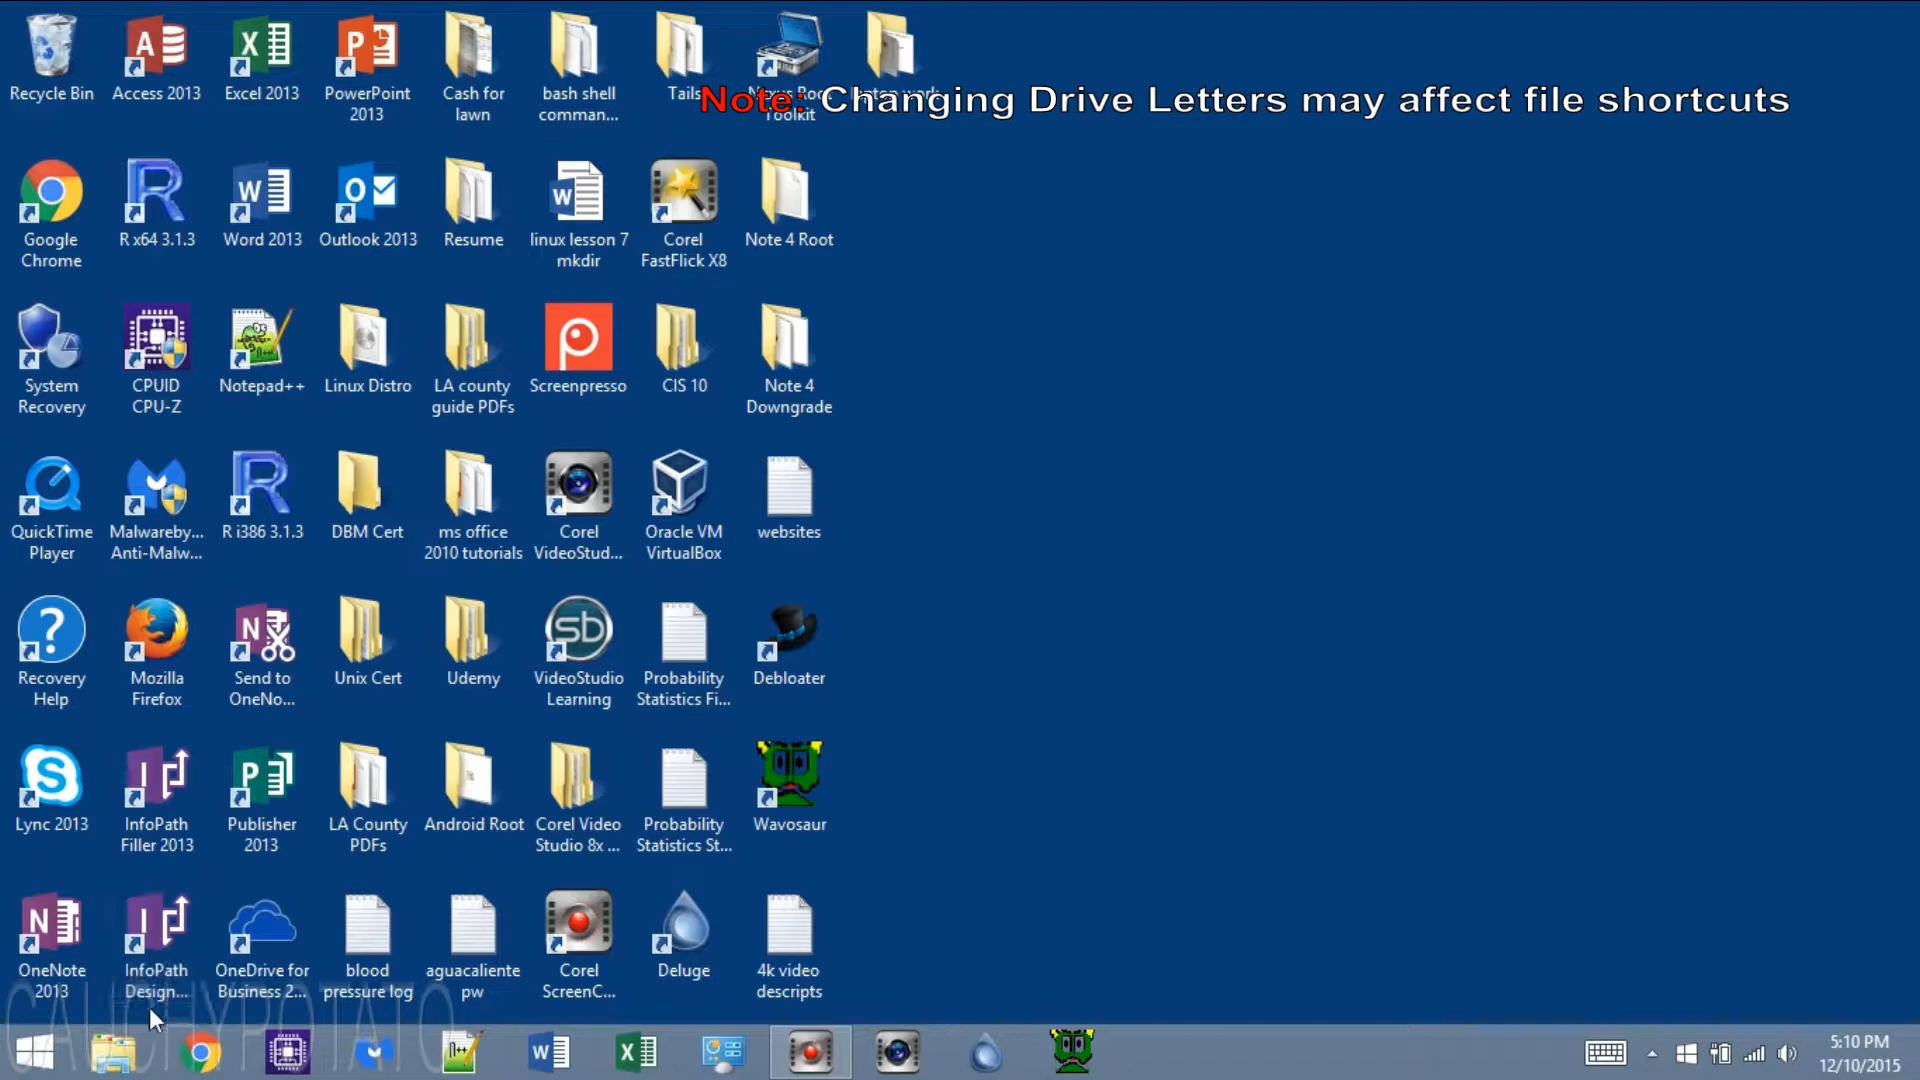 Recycle Bin
Access 2013
Excel 2013
PowerPoint
2013
Cash for
lawn
bash shell
comman...
Tails
Toolkit
Note: Changing Drive Letters may affect file shortcuts
Google
Chrome
R x64 3.1.3
Word 2013
Outlook 2013
Resume
linux lesson 7
mkdir
Corel
FastFlick X8
Note 4 Root
System
Recovery
CPUID
CPU-Z
Notepad++
Linux Distro
LA county
guide PDFs
Screenpresso
CIS 10
Note 4
Downgrade
QuickTime
Player
Malwareby...
Anti-Malw...
R i386 3.1.3
DBM Cert
ms office
2010 tutorials
Corel
VideoStud...
Oracle VM
VirtualBox
websites
Recovery
Help
Mozilla
Firefox
Send to
OneNo...
Unix Cert
Udemy
VideoStudio
Learning
Probability
Statistics Fi...
Debloater
Lync 2013
InfoPath
Filler 2013
Publisher
2013
LA County
PDFs
Android Root
Corel Video
Studio 8x ...
Probability
Statistics St...
Wavosaur
OneNote
2013
InfoPath
Design...
OneDrive for
Business 2...
blood
pressure log
aguacaliente
pw
Corel
ScreenC...
Deluge
4k video
descripts
CAUCHYPOTATO
5:10 PM
12/10/2015